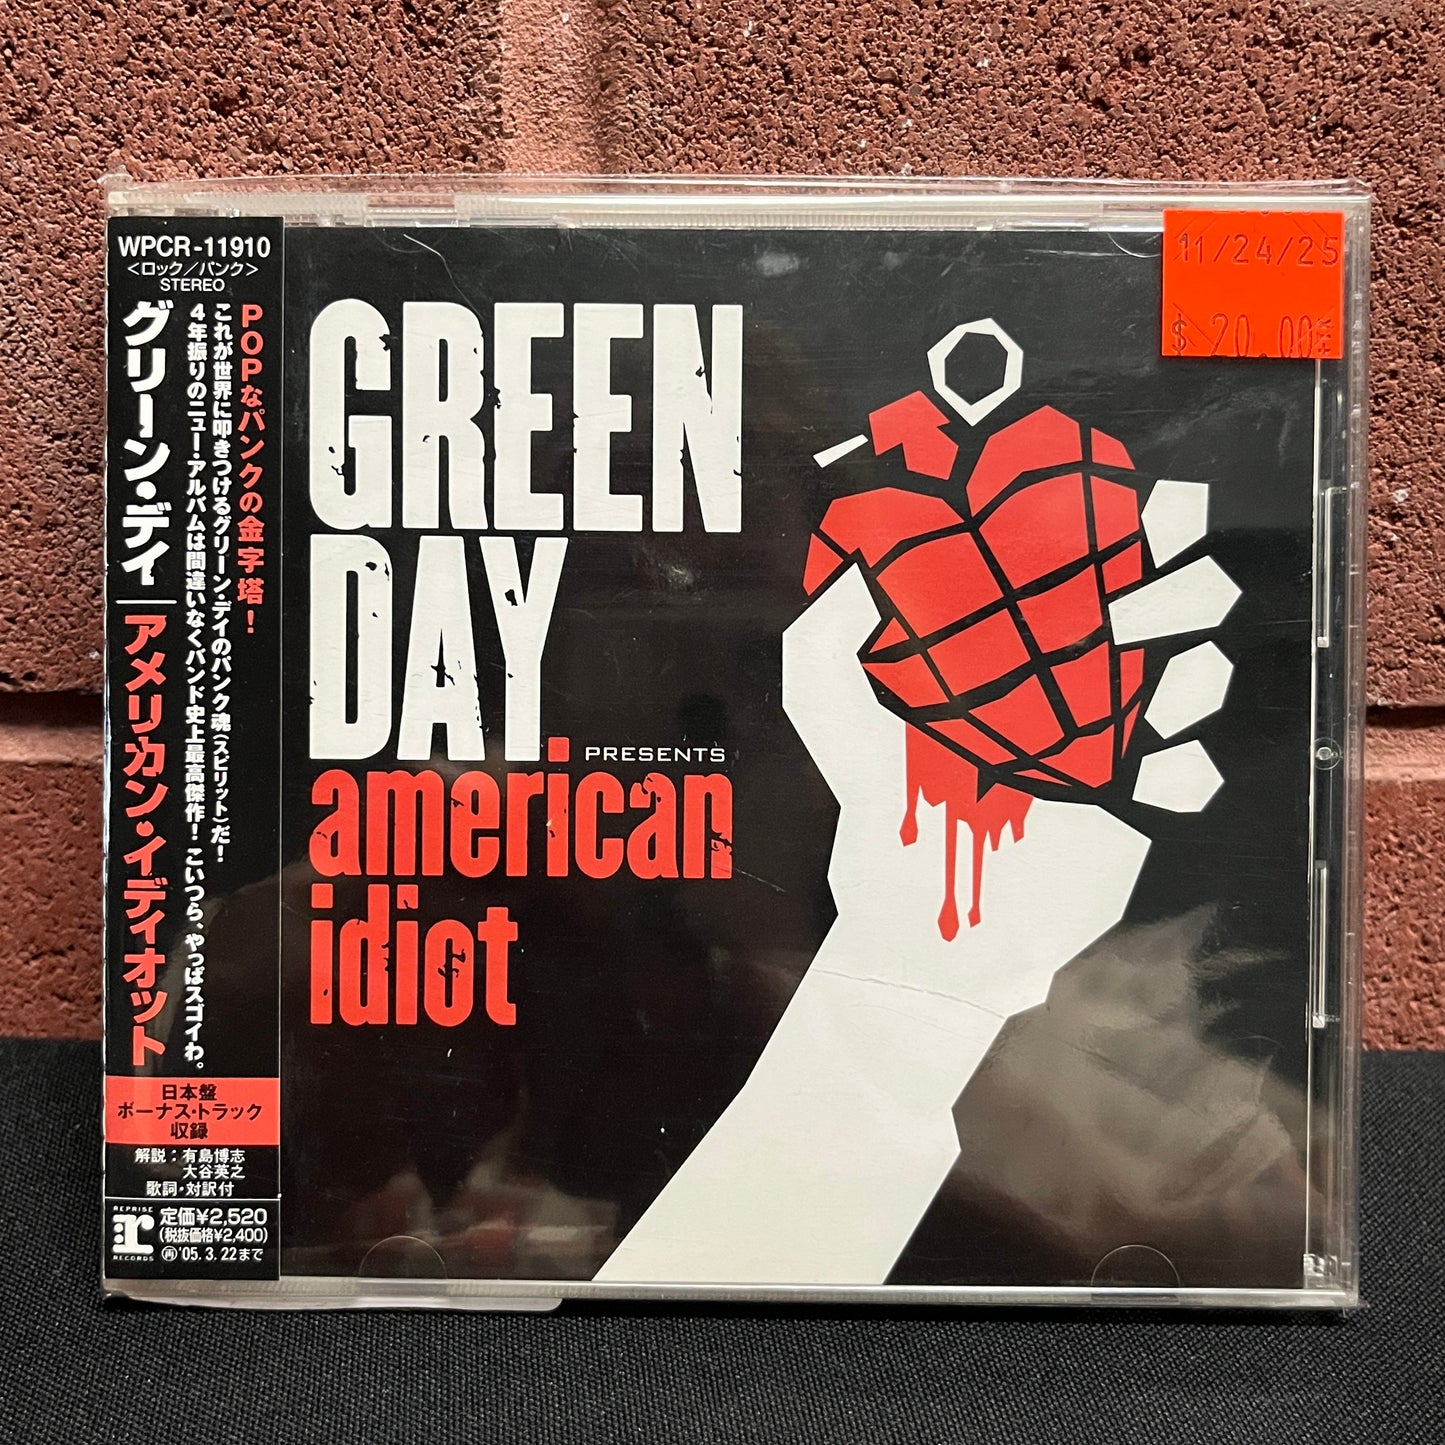 WPCR-11910
<ロック／パンク>
STEREO
POPなパンクの金字塔！
これが世界に叩きつけるグリーン・デイのパンク魂(スピリット)だ！
4年振りのニュー・アルバムは間違いなくバンド史上最高傑作！こいつら、やっぱスゴイわ。
グリーン・デイ│アメリカン・イディオット
日本盤
ボーナス・トラック
収録
解説：有島博志
大谷英之
歌詞・対訳付
REPRISE
r
RECORDS
定価¥2,520
(税抜価格¥2,400)
再'05.3.22まで
GREEN
DAY
PRESENTS
american
idiot
11/24/25
$ 20.00